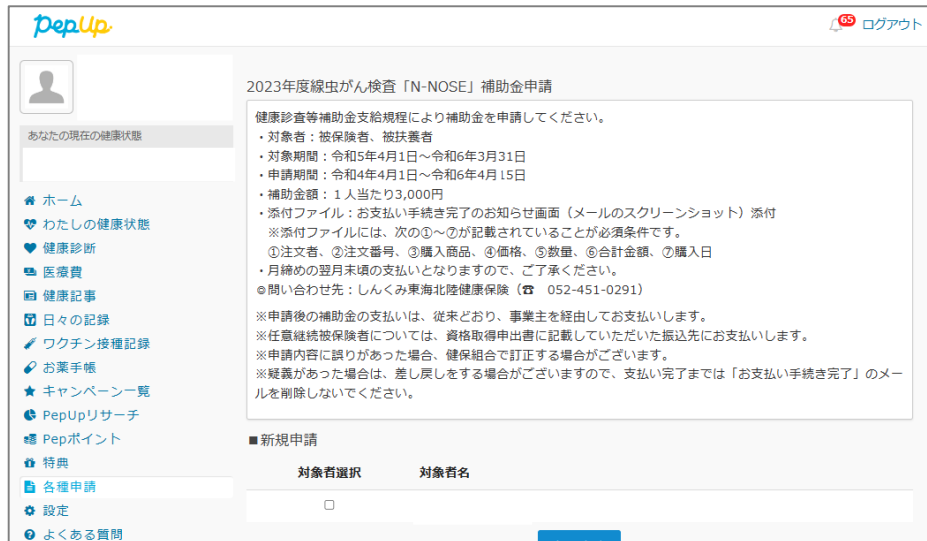 PepUp
65 ログアウト
あなたの現在の健康状態
ホーム
わたしの健康状態
健康診断
医療費
健康記事
日々の記録
ワクチン接種記録
お薬手帳
キャンペーン一覧
PepUpリサーチ
Pepポイント
特典
各種申請
設定
よくある質問
2023年度線虫がん検査「N-NOSE」補助金申請
健康診査等補助金支給規程により補助金を申請してください。
・対象者：被保険者、被扶養者
・対象期間：令和5年4月1日～令和6年3月31日
・申請期間：令和4年4月1日～令和6年4月15日
・補助金額：１人当たり3,000円
・添付ファイル：お支払い手続き完了のお知らせ画面（メールのスクリーンショット）添付
※添付ファイルには、次の①～⑦が記載されていることが必須条件です。
①注文者、②注文番号、③購入商品、④価格、⑤数量、⑥合計金額、⑦購入日
・月締めの翌月末頃の支払いとなりますので、ご了承ください。
◎問い合わせ先：しんくみ東海北陸健康保険（☎ 052-451-0291）
※申請後の補助金の支払いは、従来どおり、事業主を経由してお支払いします。
※任意継続被保険者については、資格取得申出書に記載していただいた振込先にお支払いします。
※申請内容に誤りがあった場合、健保組合で訂正する場合がございます。
※疑義があった場合は、差し戻しをする場合がございますので、支払い完了までは「お支払い手続き完了」のメー
ルを削除しないでください。
■新規申請
対象者選択 対象者名